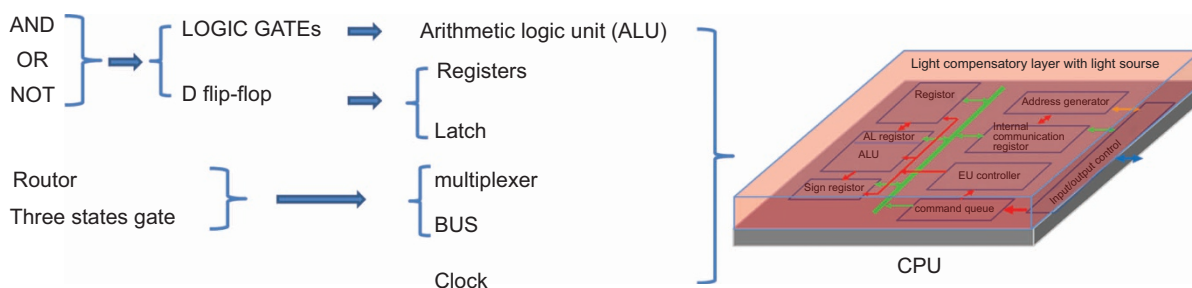 AND
OR
NOT
LOGIC GATEs
D flip-flop
Arithmetic logic unit (ALU)
Registers
Latch
Routor
Three states gate
multiplexer
BUS
Clock
Light compensatory layer with light sourse
Registor
Address generator
AL registor
Internal
communication
registor
ALU
EU controller
Sign registor
command queue
Input/output control
CPU